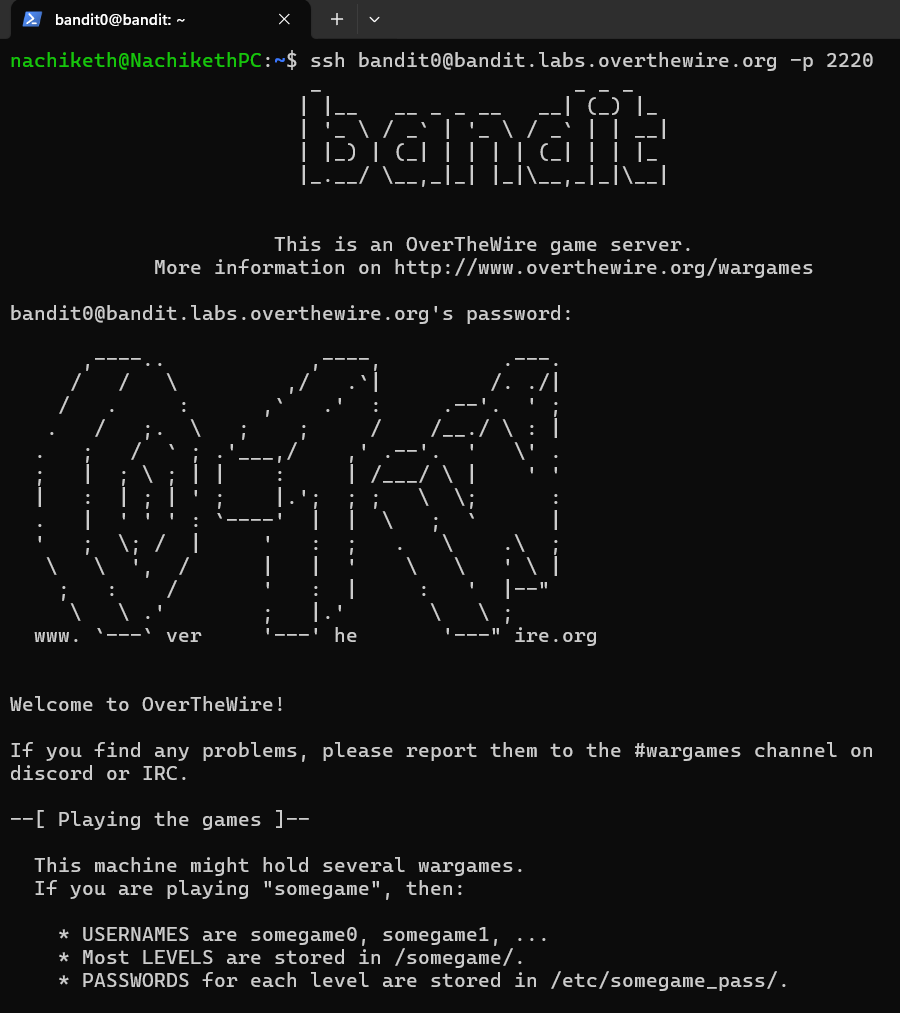 bandit0@bandit: ~
nachiketh@NachikethPC:~$ ssh bandit0@bandit.labs.overthewire.org -p 2220
bandit
This is an OverTheWire game server.
More information on http://www.overthewire.org/wargames
bandit0@bandit.labs.overthewire.org's password:
www. ver he ire.org
Welcome to OverTheWire!
If you find any problems, please report them to the #wargames channel on
discord or IRC.
--[ Playing the games ]--
This machine might hold several wargames.
If you are playing "somegame", then:
* USERNAMES are somegame0, somegame1, ...
* Most LEVELS are stored in /somegame/.
* PASSWORDS for each level are stored in /etc/somegame_pass/.